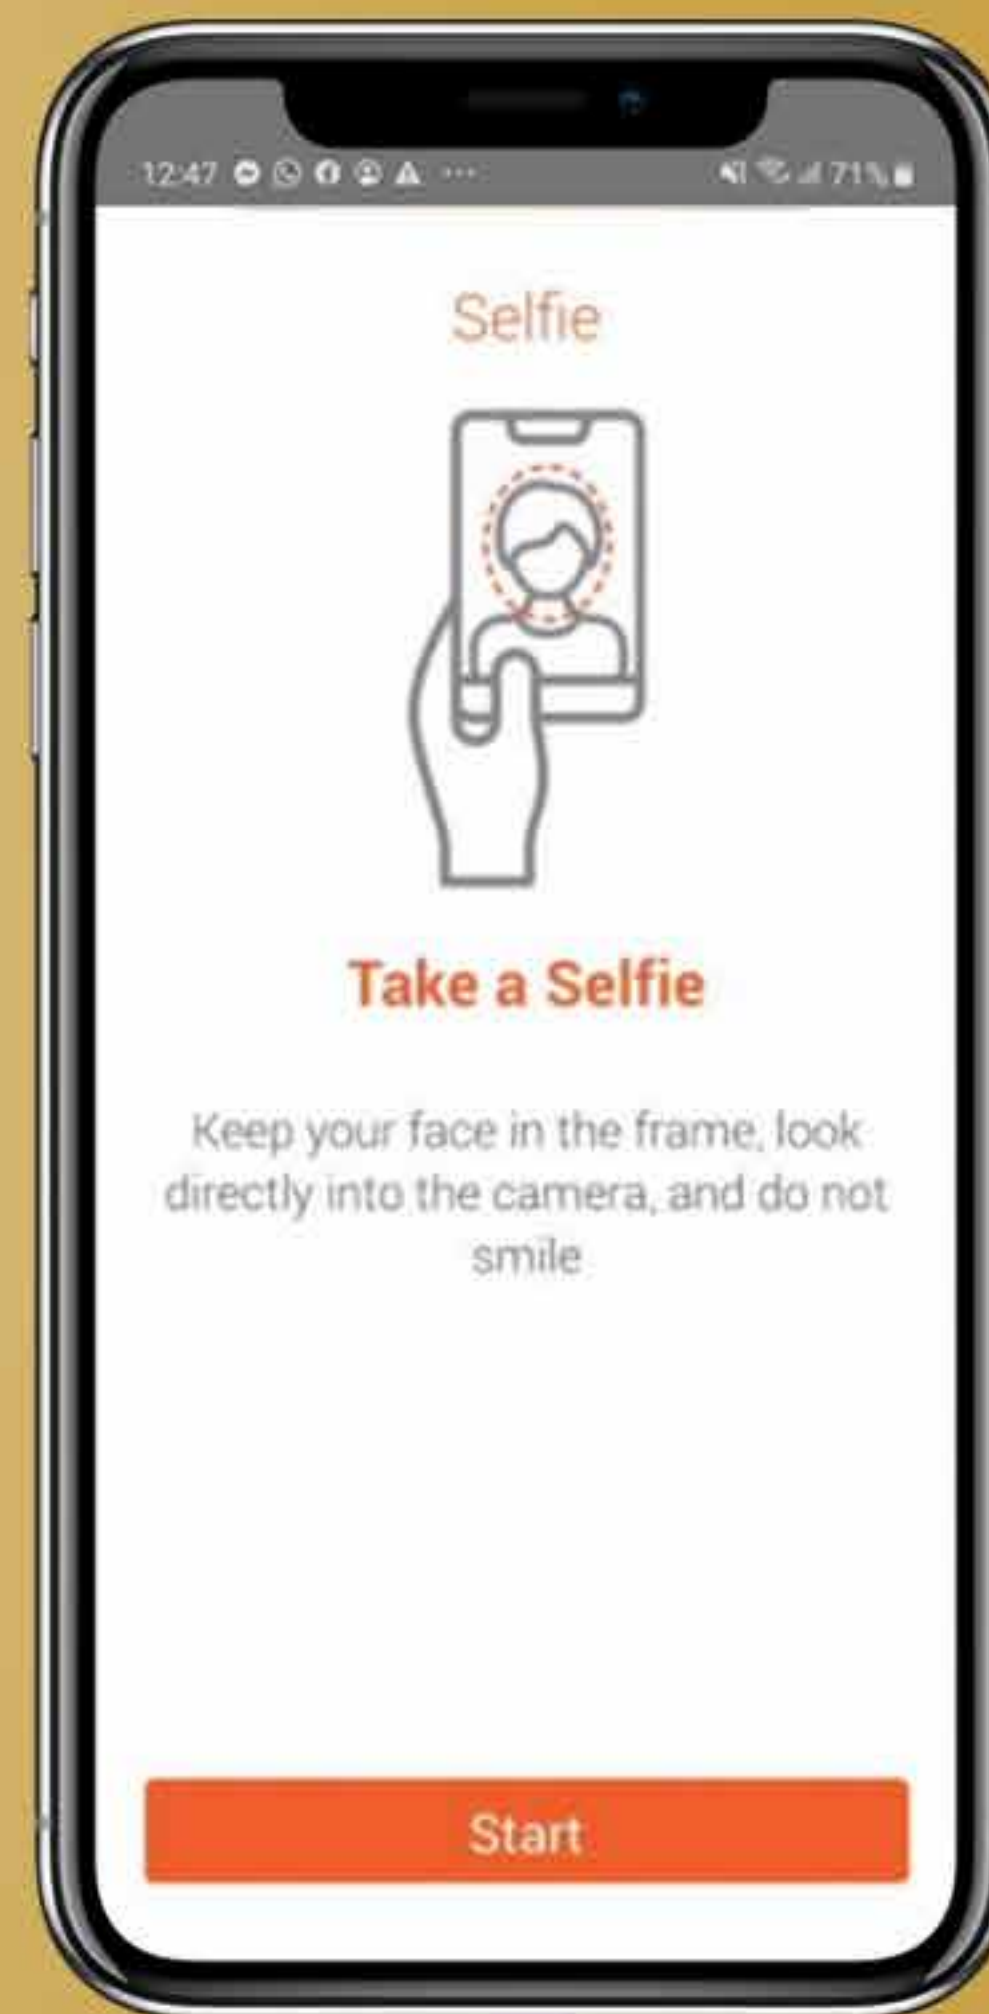 12:47 71%
Selfie
Take a Selfie
Keep your face in the frame, look
directly into the camera, and do not
smile
Start